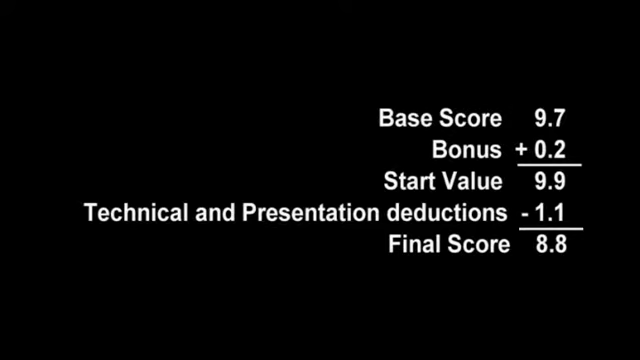 Base Score 9.7
Bonus + 0.2
Start Value 9.9
Technical and Presentation deductions - 1.1
Final Score 8.8